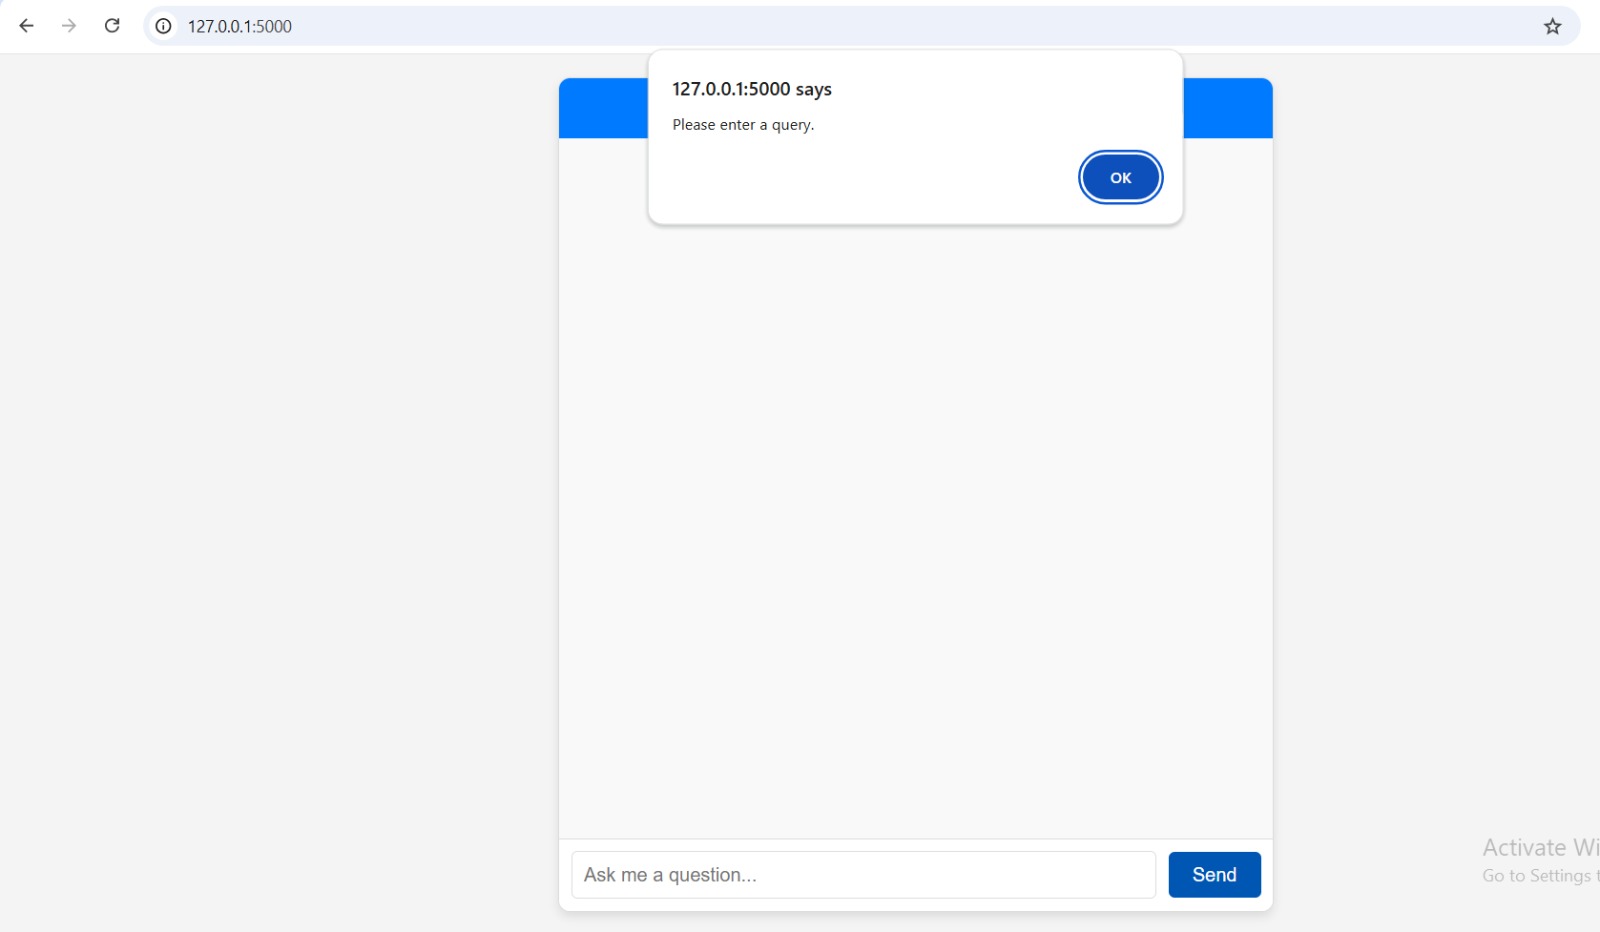 127.0.0.1:5000
127.0.0.1:5000 says
Please enter a query.
OK
Ask me a question...
Send
Activate Wi
Go to Settings t